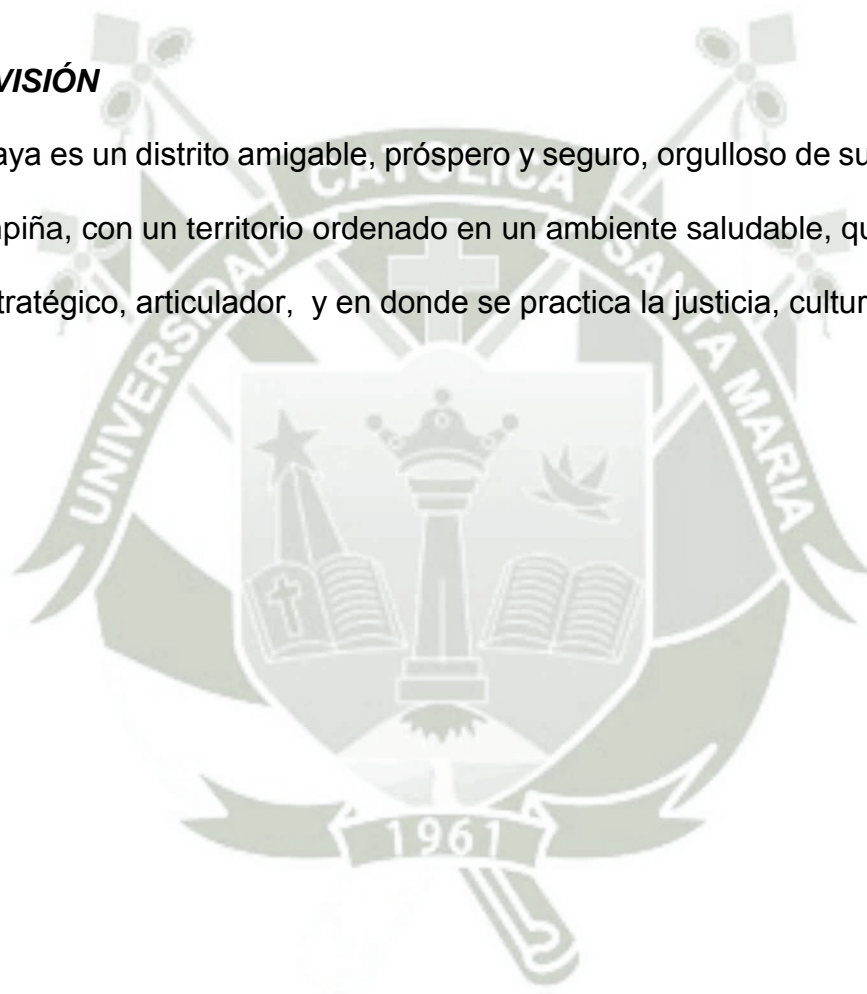 VISIÓN
aya es un distrito amigable, próspero y seguro, orgulloso de su
piña, con un territorio ordenado en un ambiente saludable, qu
tratégico, articulador, y en donde se practica la justicia, cultur
UNIVERSIDAD CATOLICA SANTA MARIA
1961